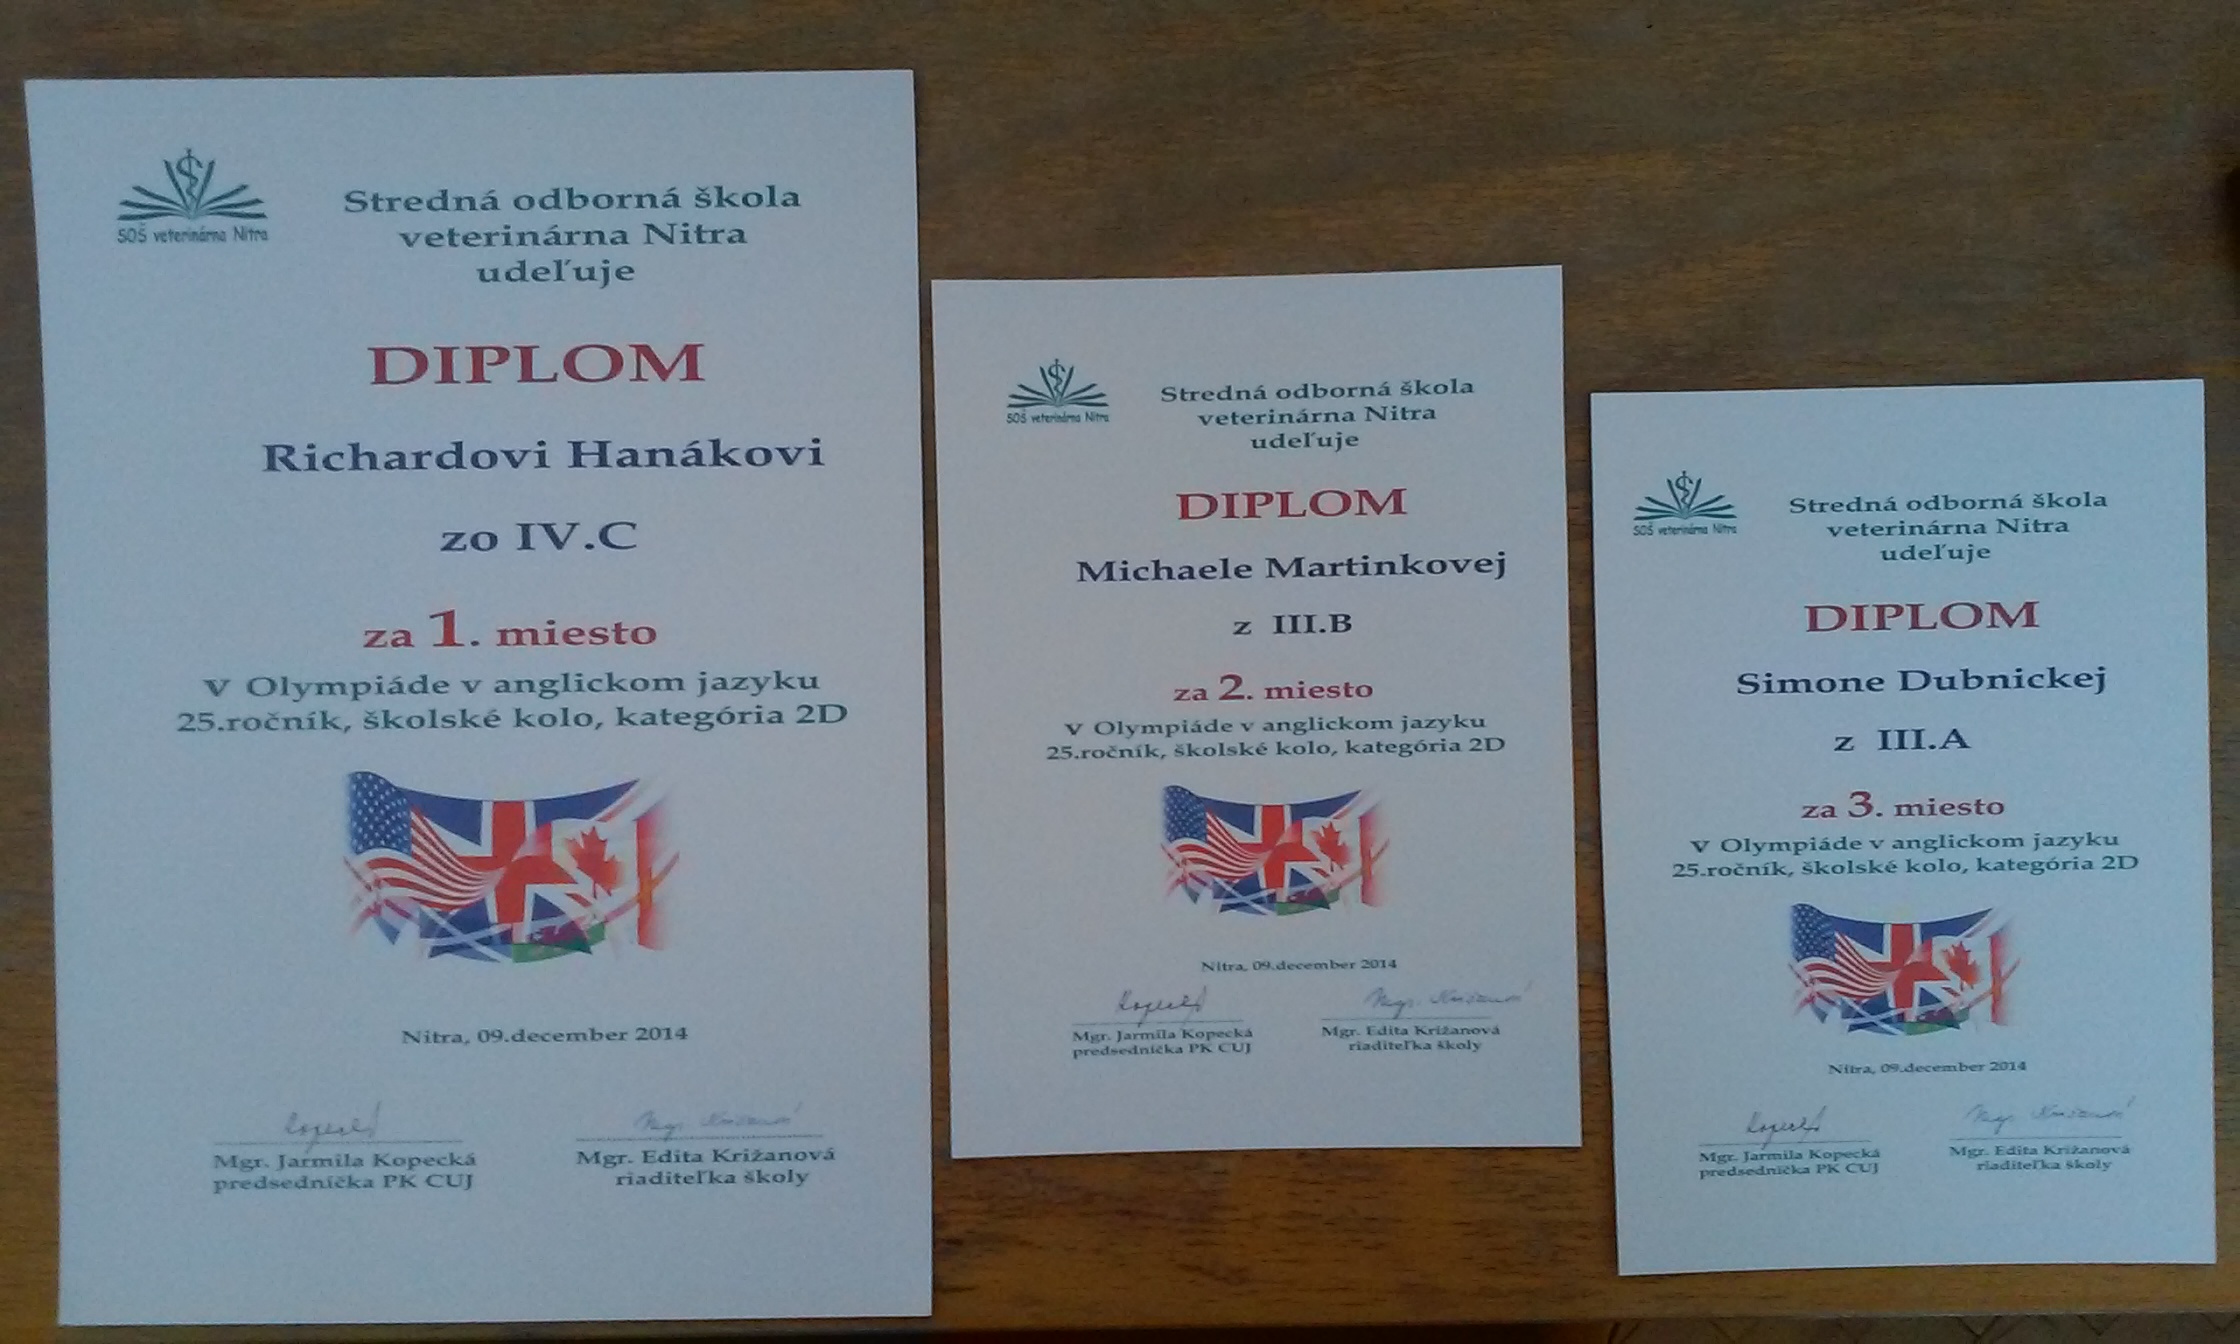 SOŠ veterinárna Nitra
Stredná odborná škola
veterinárna Nitra
udeľuje
DIPLOM
Richardovi Hanákovi
zo IV.C
za 1. miesto
V Olympiáde v anglickom jazyku
25.ročník, školské kolo, kategória 2D
Nitra, 09.december 2014
Mgr. Jarmila Kopecká
predsedníčka PK CUJ
Mgr. Edita Križanová
riaditeľka školy
SOŠ veterinárna Nitra
Stredná odborná škola
veterinárna Nitra
udeľuje
DIPLOM
Michaele Martinkovej
z III.B
za 2. miesto
V Olympiáde v anglickom jazyku
25.ročník, školské kolo, kategória 2D
Nitra, 09.december 2014
Mgr. Jarmila Kopecká
predsedníčka PK CUJ
Mgr. Edita Križanová
riaditeľka školy
SOŠ veterinárna Nitra
Stredná odborná škola
veterinárna Nitra
udeľuje
DIPLOM
Simone Dubnickej
z III.A
za 3. miesto
V Olympiáde v anglickom jazyku
25.ročník, školské kolo, kategória 2D
Nitra, 09.december 2014
Mgr. Jarmila Kopecká
predsedníčka PK CUJ
Mgr. Edita Križanová
riaditeľka školy